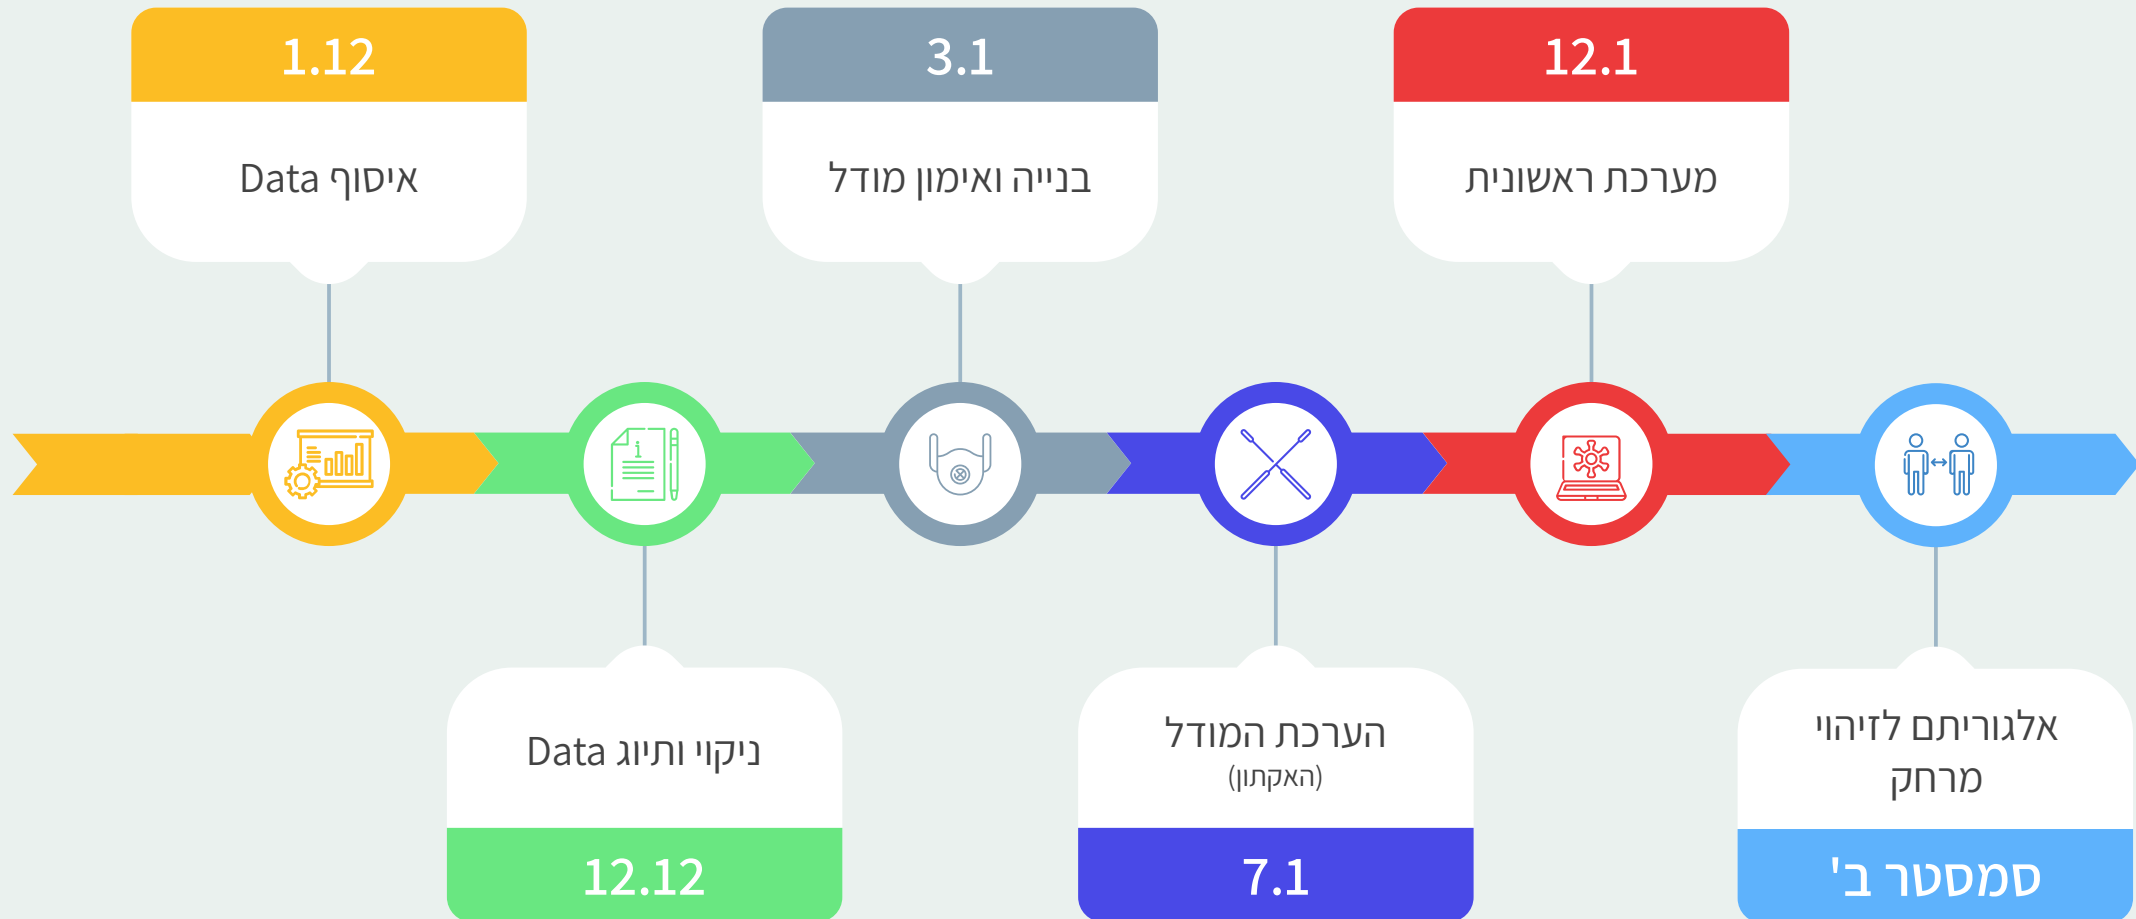 1.12
איסוף Data
ניקוי ותיוג Data
12.12
3.1
בנייה ואימון מודל
הערכת המודל
(האקתון)
7.1
12.1
מערכת ראשונית
אלגוריתם לזיהוי
מרחק
סמסטר ב'